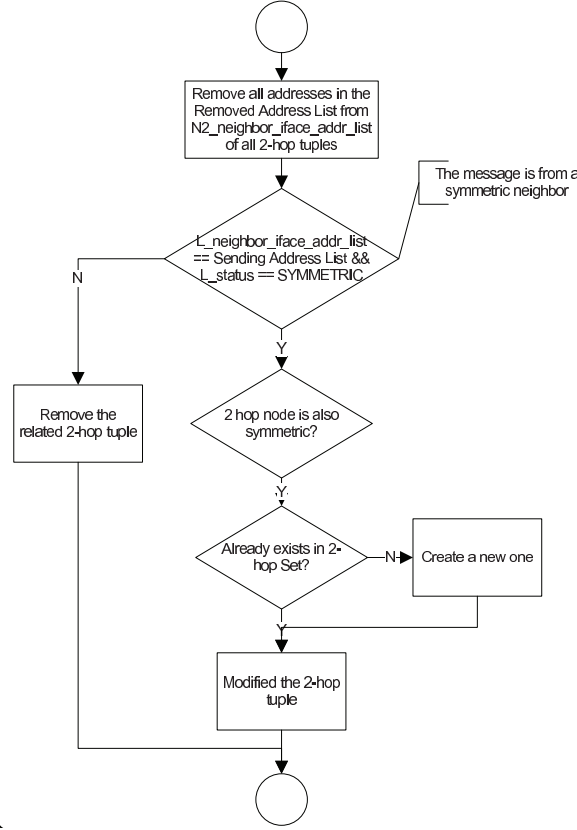 Remove all addresses in the
Removed Address List from
N2_neighbor_iface_addr_list
of all 2-hop tuples
The message is from a
symmetric neighbor
L_neighbor_iface_addr_list
== Sending Address List &&
L_status == SYMMETRIC
N
Y
Remove the
related 2-hop tuple
2 hop node is also
symmetric?
Y
Already exists in 2-
hop Set?
N
Create a new one
Y
Modified the 2-hop
tuple